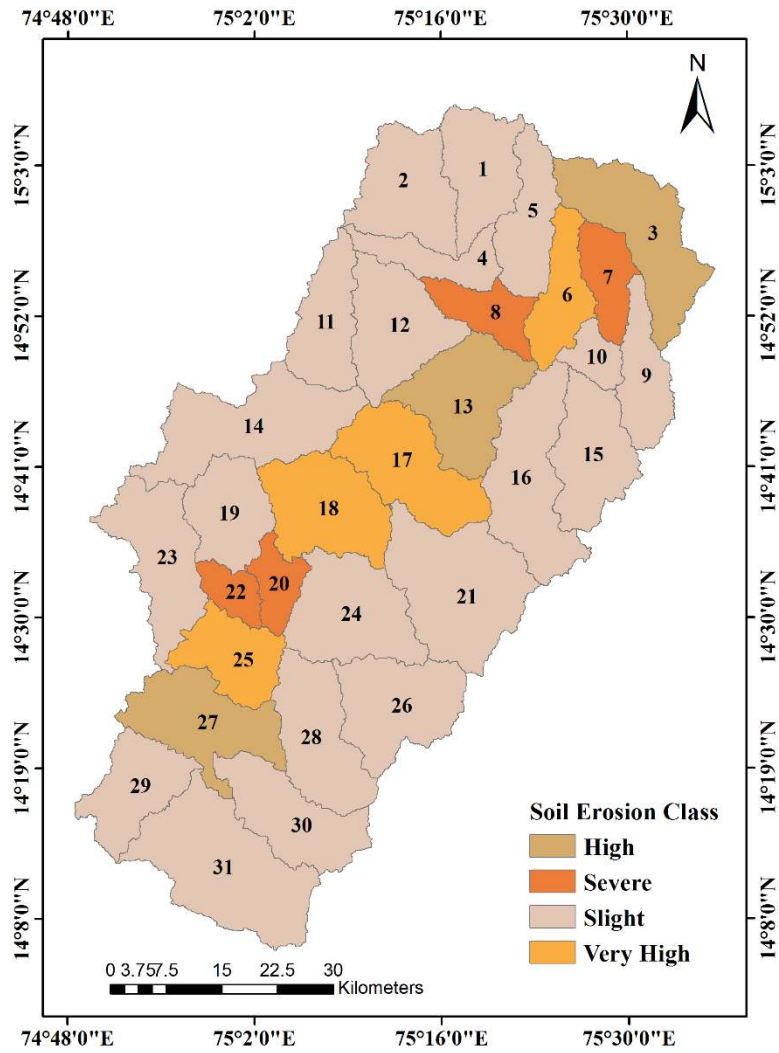 74°48'0"E 75°2'0"E 75°16'0"E 75°30'0"E
N
15°3'0"N 15°3'0"N
14°52'0"N 14°52'0"N
14°41'0"N 14°41'0"N
14°30'0"N 14°30'0"N
14°19'0"N 14°19'0"N
14°8'0"N 14°8'0"N
1
2
5
3
4
7
6
8
11
12
10
9
13
14
17
15
16
18
19
23
20
22
21
24
25
26
27
28
29
30
31
Soil Erosion Class
High
Severe
Slight
Very High
0 3.757.5 15 22.5 30
Kilometers
74°48'0"E 75°2'0"E 75°16'0"E 75°30'0"E